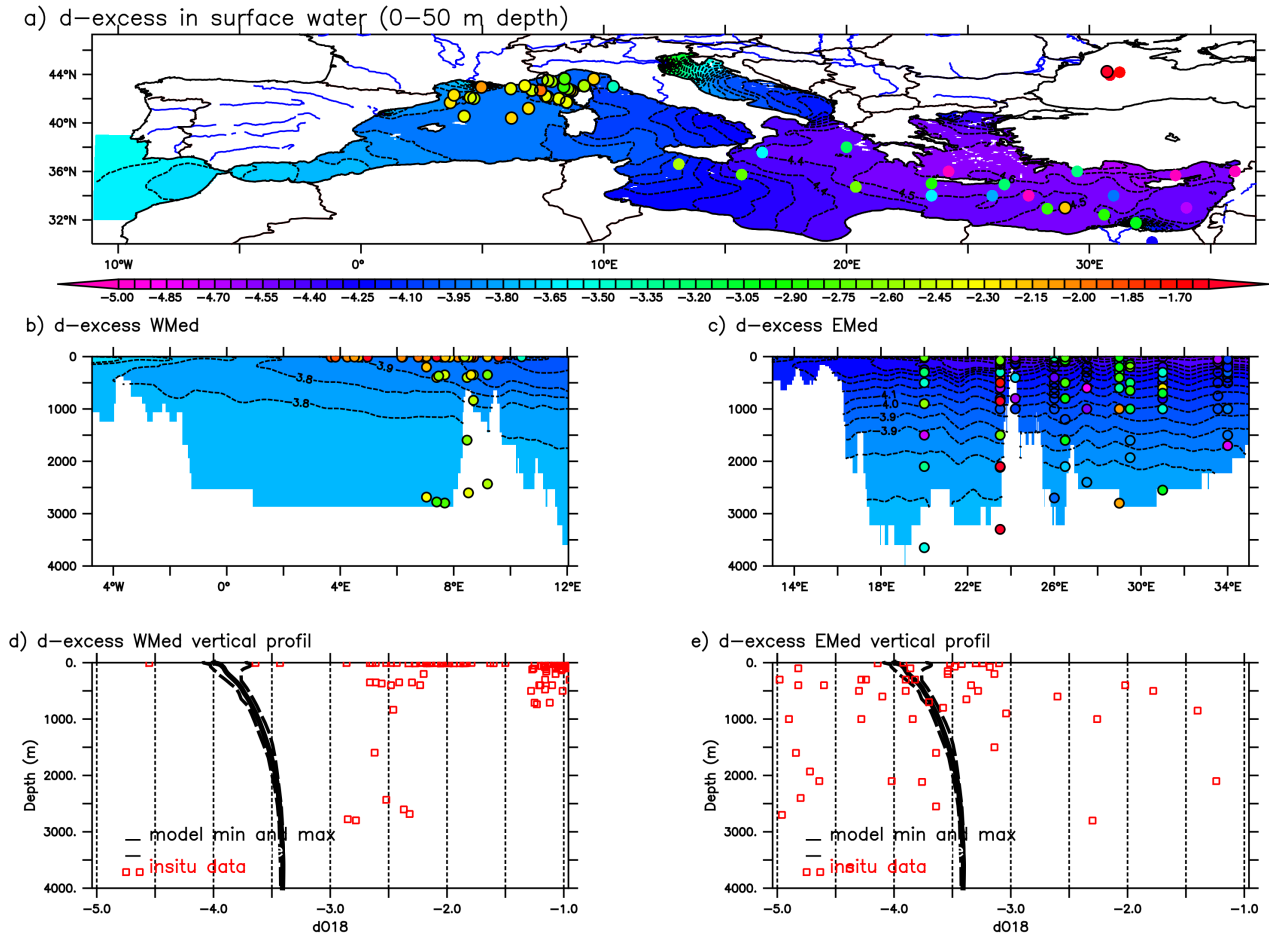 a) d-excess in surface water (0-50 m depth)
44°N
40°N
36°N
32°N
4.4
4.4
4.5
4.6
4.5
10°W 0° 10°E 20°E 30°E
-5.00 -4.85 -4.70 -4.55 -4.40 -4.25 -4.10 -3.95 -3.80 -3.65 -3.50 -3.35 -3.20 -3.05 -2.90 -2.75 -2.60 -2.45 -2.30 -2.15 -2.00 -1.85 -1.70
b) d-excess WMed
c) d-excess EMed
0
1000
2000
3000
4000
3.8
3.9
3.8
4°W 0° 4°E 8°E 12°E
0
1000
2000
3000
4000
4.1
4.0
3.9
3.9
14°E 18°E 22°E 26°E 30°E 34°E
d) d-excess WMed vertical profil
e) d-excess EMed vertical profil
0.
1000.
2000.
3000.
4000.
Depth (m)
model min and max
insitu data
-5.0 -4.0 -3.0 -2.0 -1.0
dO18
0.
1000.
2000.
3000.
4000.
Depth (m)
model min and max
insitu data
-5.0 -4.0 -3.0 -2.0 -1.0
dO18